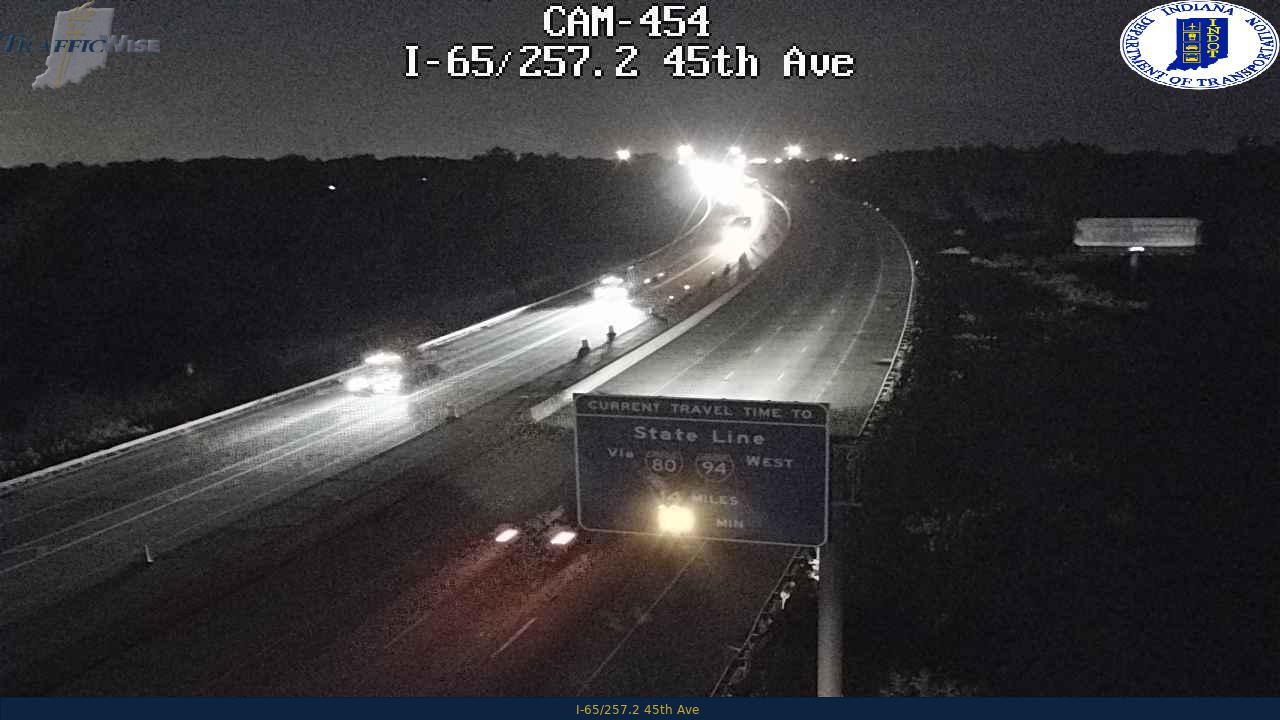 CAM-454
I-65/257.2 45th Ave
TRAFFICWISE
INDIANA
DEPARTMENT OF TRANSPORTATION
INDOT
CURRENT TRAVEL TIME TO
State Line
Via 80 94 WEST
14 MILES
MIN
I-65/257.2 45th Ave